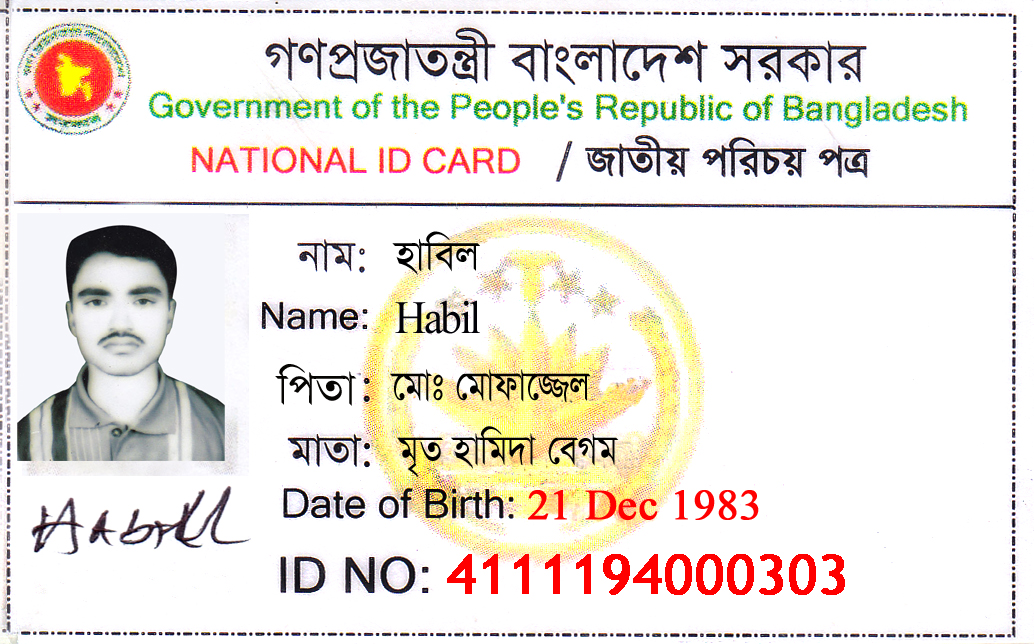 গণপ্রজাতন্ত্রী বাংলাদেশ সরকার
Government of the People's Republic of Bangladesh
NATIONAL ID CARD / জাতীয় পরিচয় পত্র
নাম: হাবিল
Name: Habil
পিতা: মোঃ মোফাজ্জেল
মাতা: মৃত হামিদা বেগম
Date of Birth: 21 Dec 1983
ID NO: 4111194000303